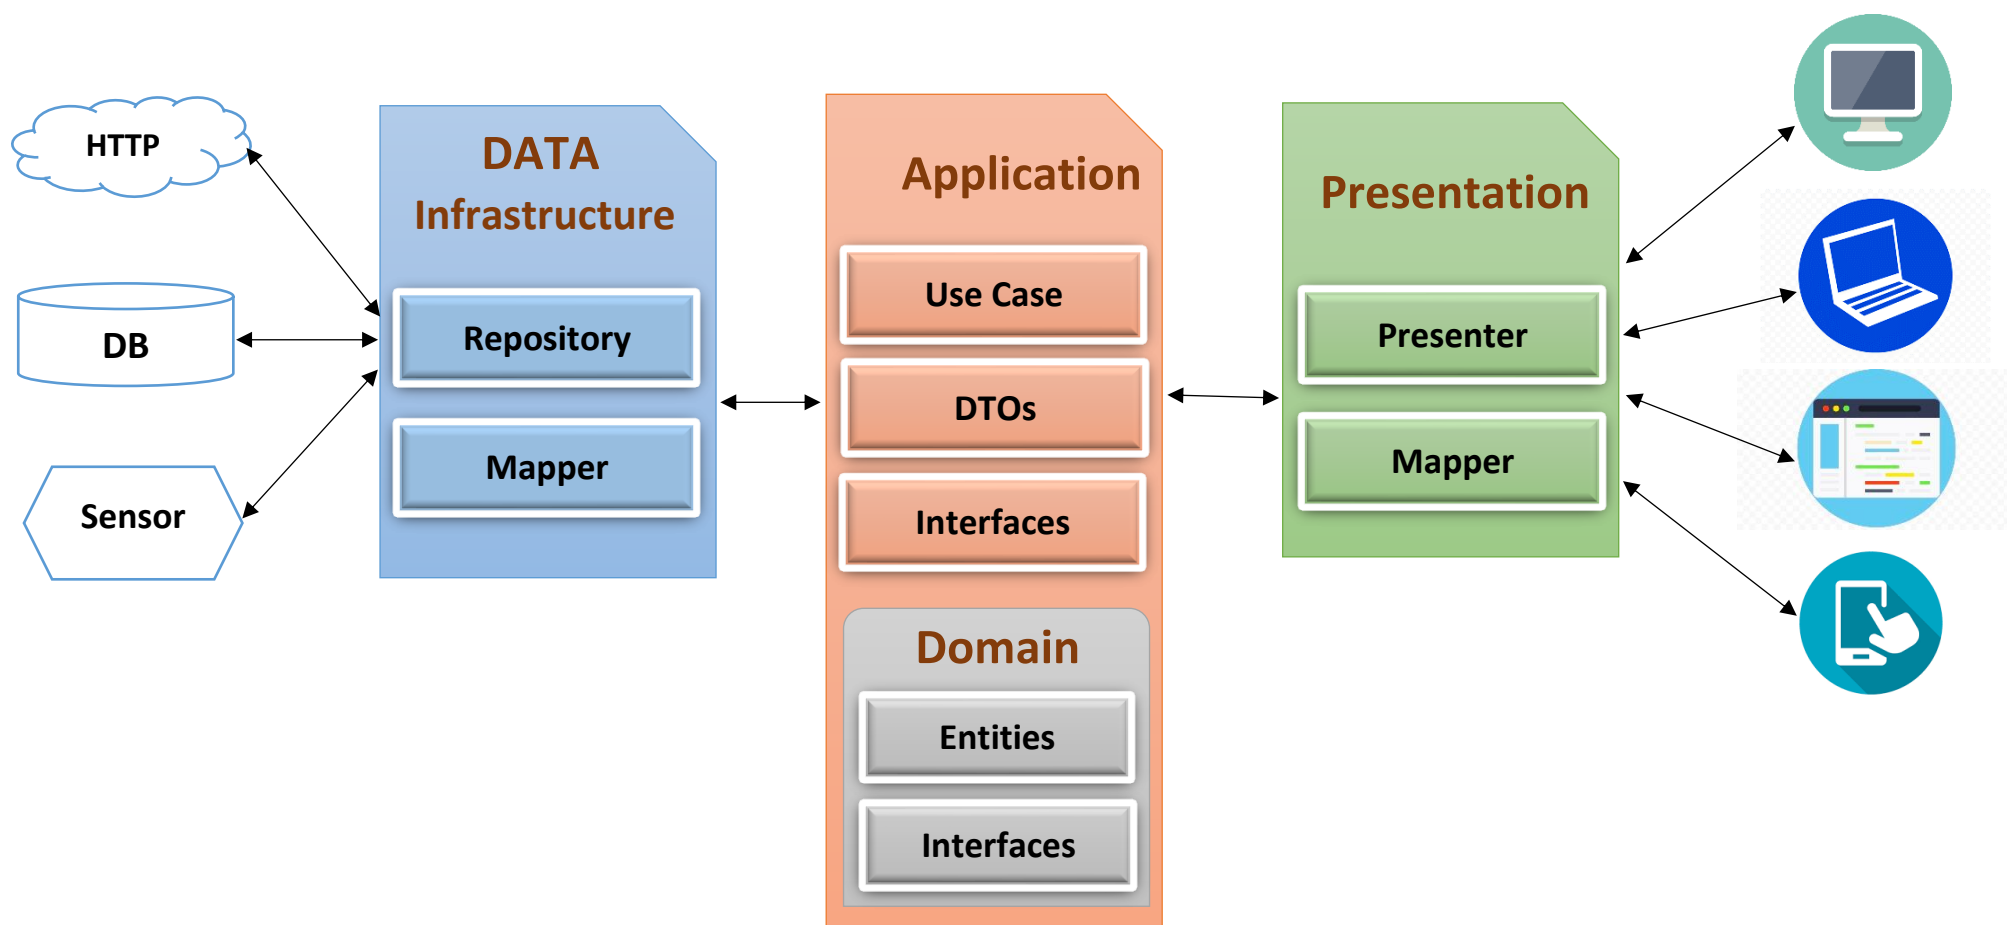 HTTP
DB
Sensor
DATA
Infrastructure
Repository
Mapper
Application
Use Case
DTOs
Interfaces
Domain
Entities
Interfaces
Presentation
Presenter
Mapper